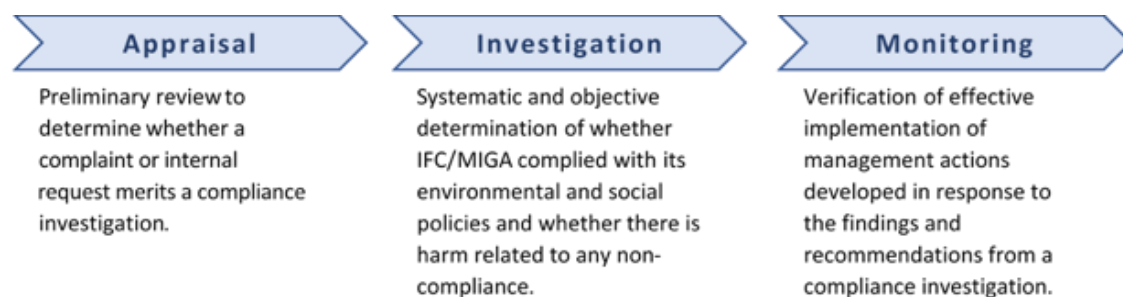 Appraisal
Preliminary review to
determine whether a
complaint or internal
request merits a compliance
investigation.
Investigation
Systematic and objective
determination of whether
IFC/MIGA complied with its
environmental and social
policies and whether there is
harm related to any non-
compliance.
Monitoring
Verification of effective
implementation of
management actions
developed in response to
the findings and
recommendations from a
compliance investigation.